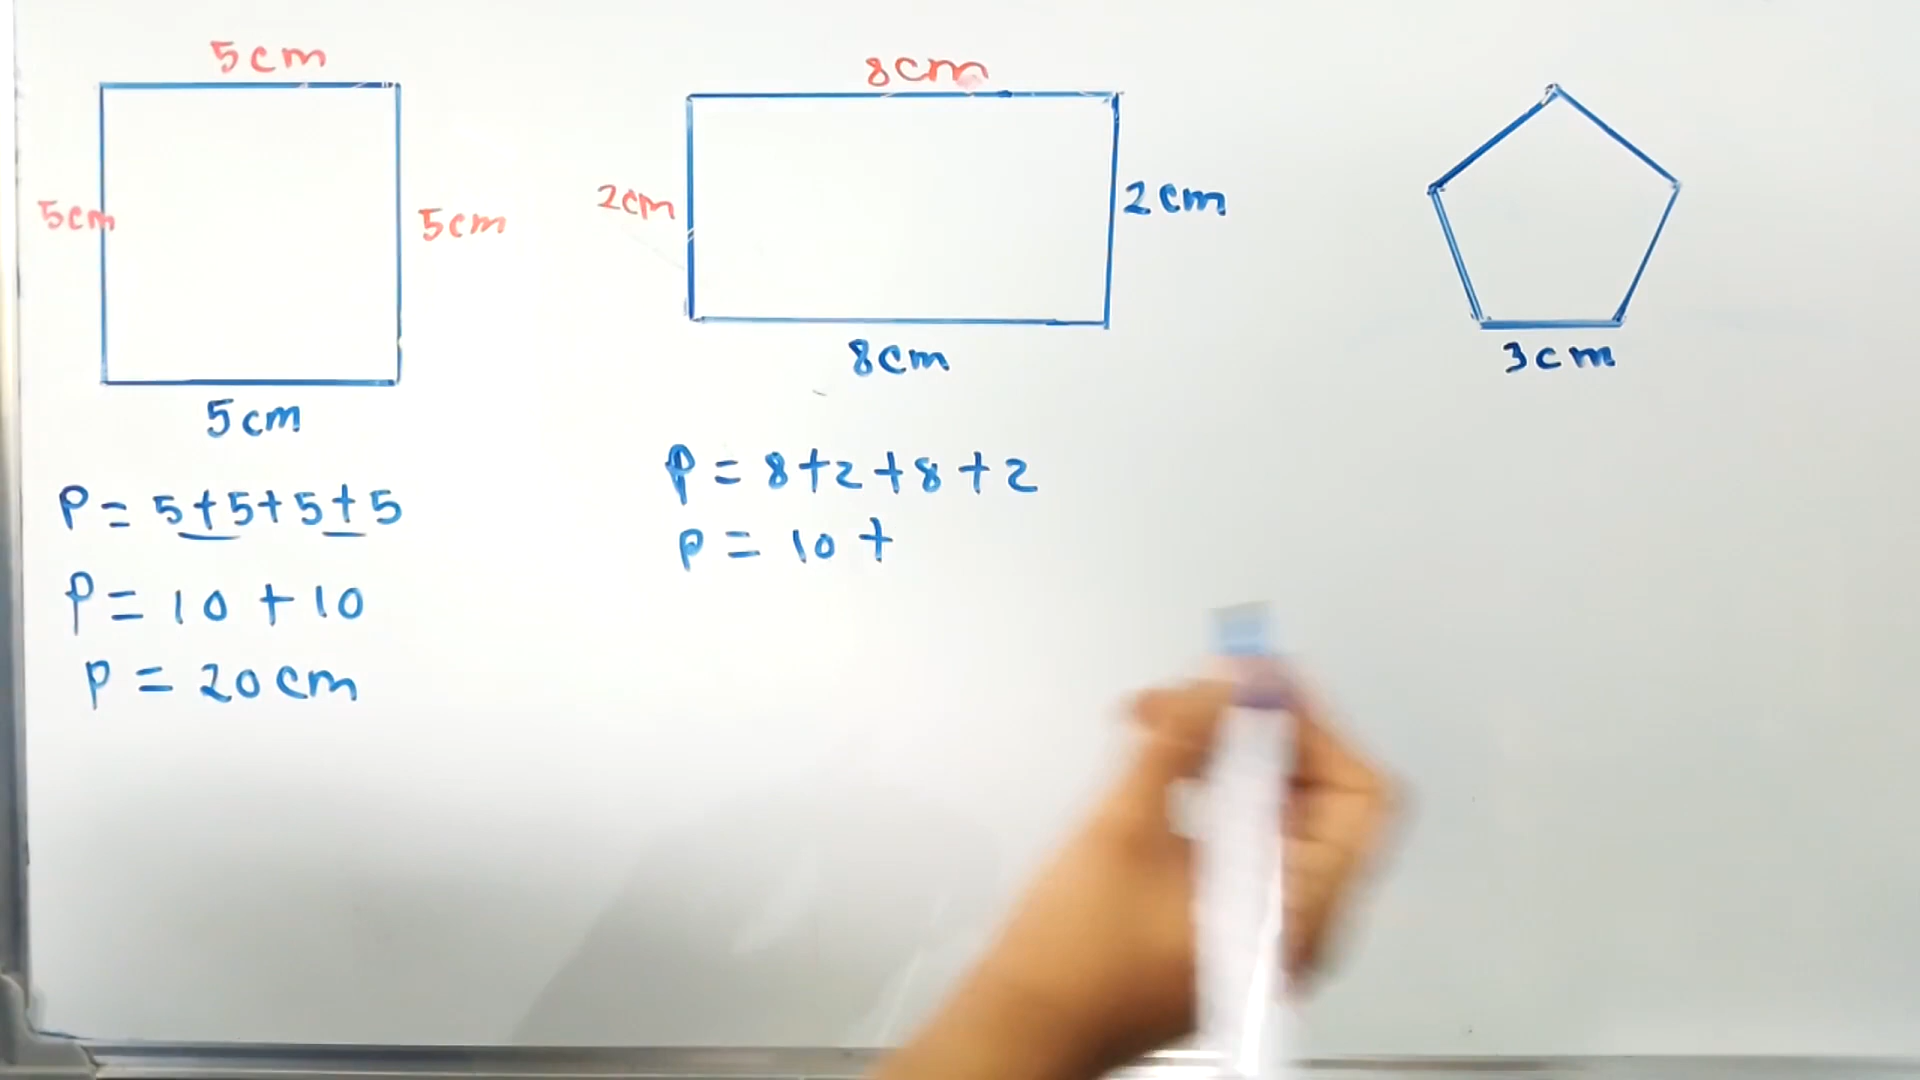 5cm
5cm
5cm
5cm
P = 5+5+5+5
P = 10 + 10
P = 20cm
8cm
2cm
2cm
8cm
P = 8+2+8+2
P = 10 +
3cm